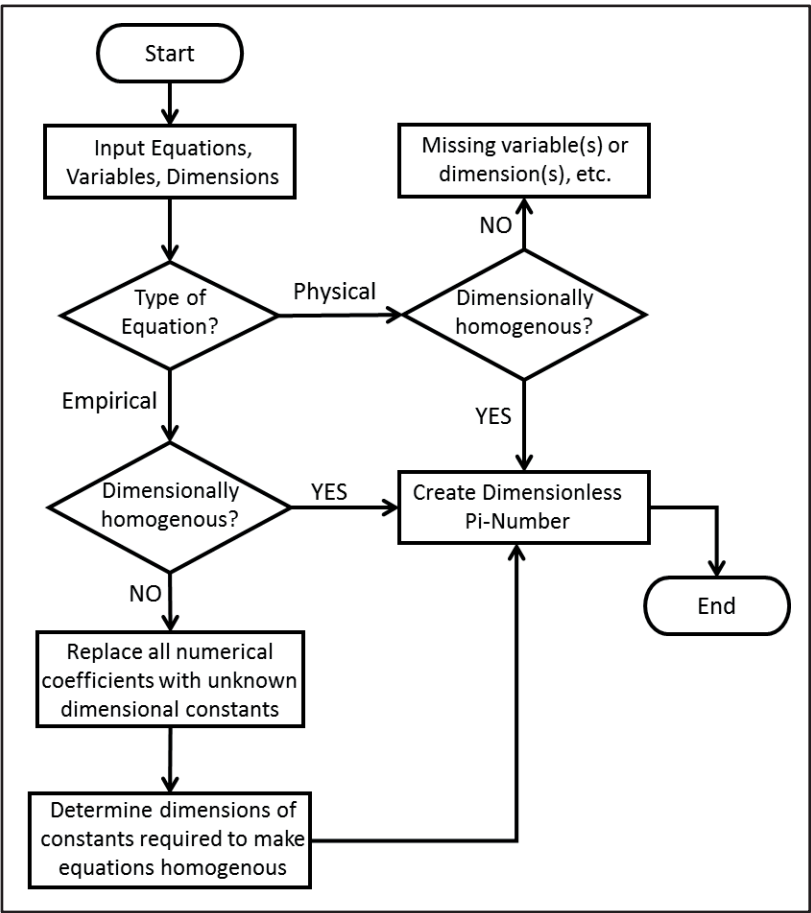 Start
Input Equations,
Variables, Dimensions
Missing variable(s) or
dimension(s), etc.
NO
Type of
Equation?
Physical
Dimensionally
homogenous?
Empirical
YES
Dimensionally
homogenous?
YES
Create Dimensionless
Pi-Number
NO
End
Replace all numerical
coefficients with unknown
dimensional constants
Determine dimensions of
constants required to make
equations homogenous